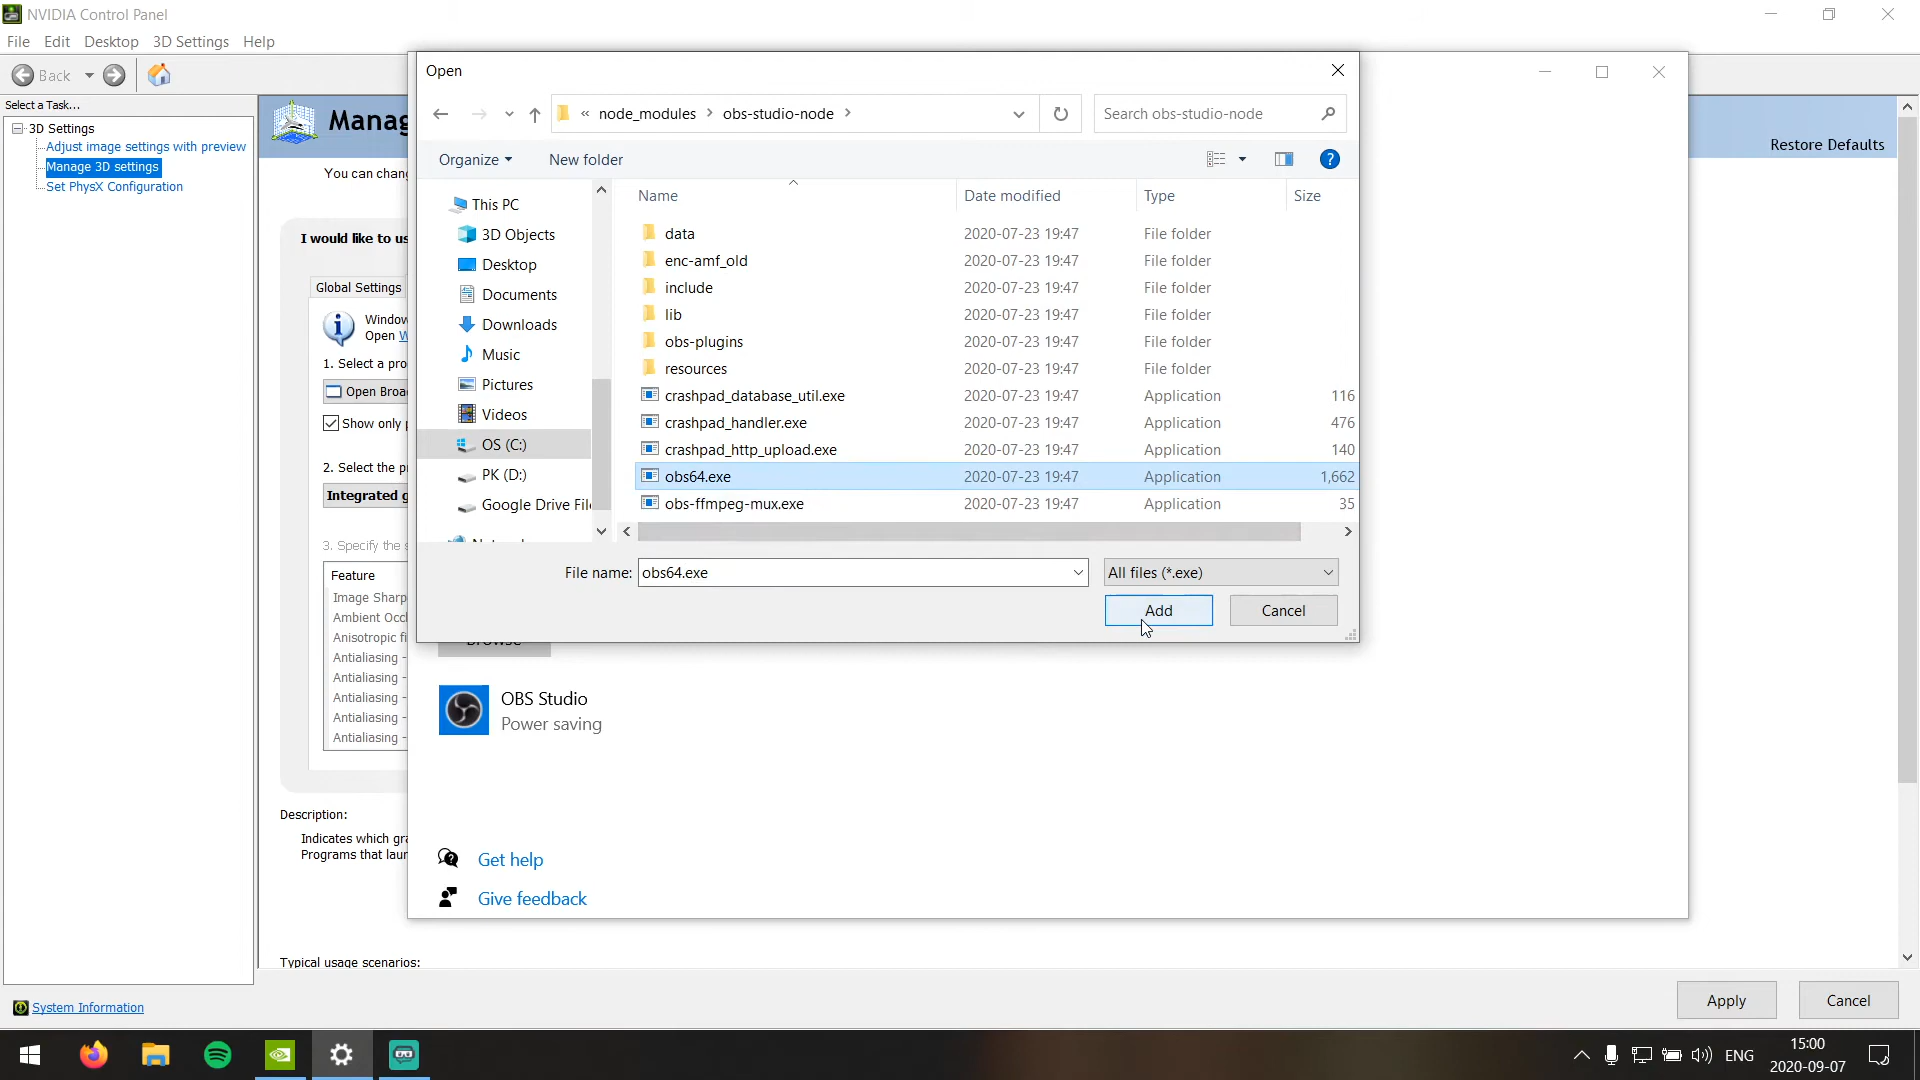 NVIDIA Control Panel
File Edit Desktop 3D Settings Help
Back
Select a Task...
3D Settings
Adjust image settings with preview
Manage 3D settings
Set PhysX Configuration
System Information
Manag
Restore Defaults
You can chang
I would like to us
Global Settings
Window
Open W
1. Select a pro
Open Broa
Show only p
2. Select the pr
Integrated g
3. Specify the s
Feature
Image Sharp
Ambient Occl
Anisotropic fi
Antialiasing -
Antialiasing -
Antialiasing -
Antialiasing -
Antialiasing -
Description:
Indicates which gra
Programs that laur
Typical usage scenarios:
Apply
Cancel
Open
« node_modules > obs-studio-node >
Search obs-studio-node
Organize
New folder
This PC
3D Objects
Desktop
Documents
Downloads
Music
Pictures
Videos
OS (C:)
PK (D:)
Google Drive File
Name Date modified Type Size
data 2020-07-23 19:47 File folder
enc-amf_old 2020-07-23 19:47 File folder
include 2020-07-23 19:47 File folder
lib 2020-07-23 19:47 File folder
obs-plugins 2020-07-23 19:47 File folder
resources 2020-07-23 19:47 File folder
crashpad_database_util.exe 2020-07-23 19:47 Application 116
crashpad_handler.exe 2020-07-23 19:47 Application 476
crashpad_http_upload.exe 2020-07-23 19:47 Application 140
obs64.exe 2020-07-23 19:47 Application 1,662
obs-ffmpeg-mux.exe 2020-07-23 19:47 Application 35
File name: obs64.exe
All files (*.exe)
Add
Cancel
Browse
OBS Studio
Power saving
Get help
Give feedback
ENG
15:00
2020-09-07